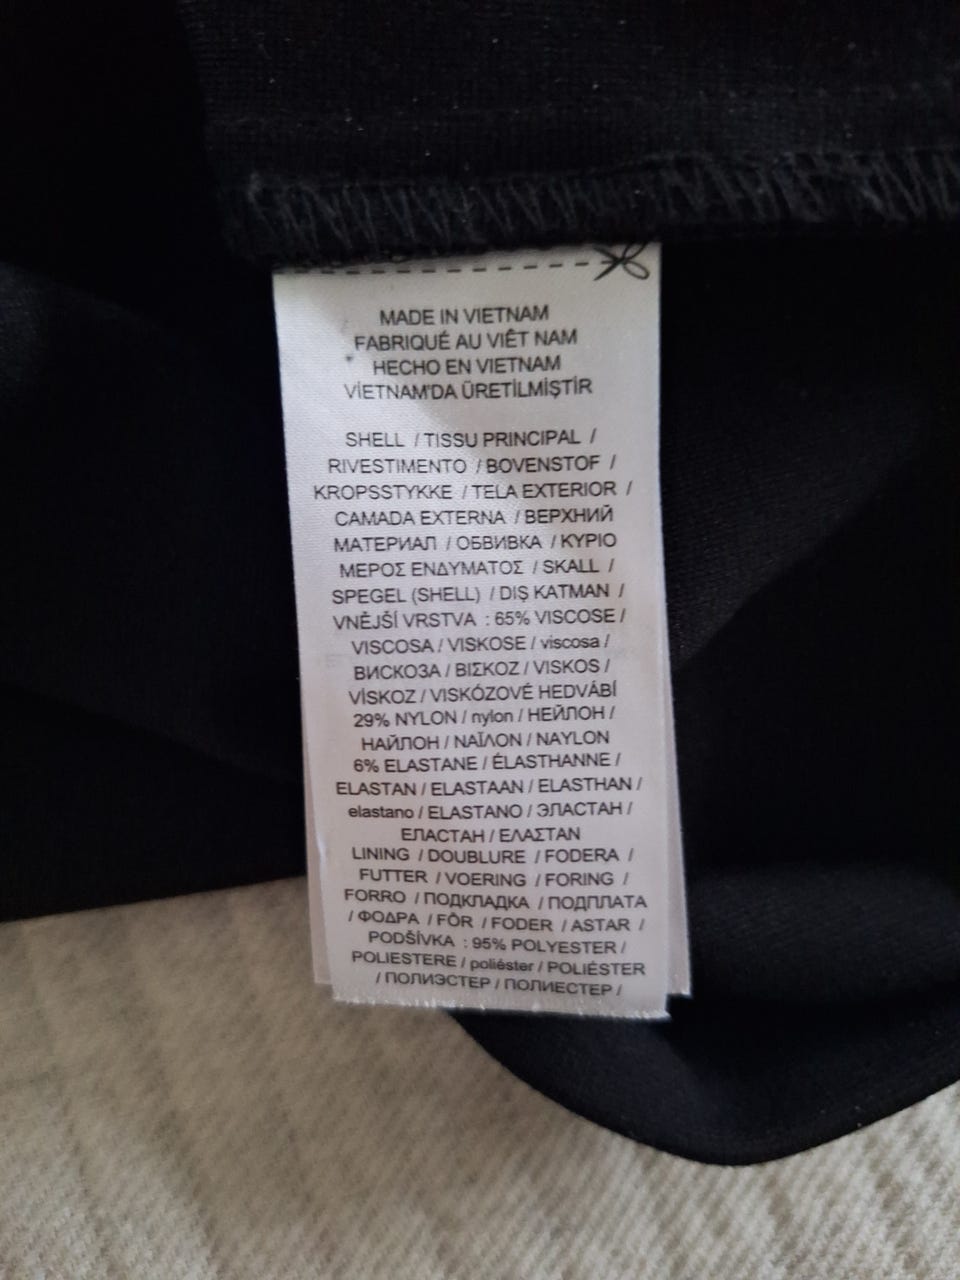 MADE IN VIETNAM
FABRIQUÉ AU VIÊT NAM
HECHO EN VIETNAM
VİETNAM'DA ÜRETİLMİŞTİR
SHELL / TISSU PRINCIPAL /
RIVESTIMENTO / BOVENSTOF /
KROPSSTYKKE / TELA EXTERIOR /
CAMADA EXTERNA / ВЕРХНИЙ
МАТЕРИАЛ / ОБВИВКА / ΚΥΡΙΟ
ΜΕΡΟΣ ΕΝΔΥΜΑΤΟΣ / SKALL /
SPEGEL (SHELL) / DIŞ KATMAN /
VNĚJŠÍ VRSTVA : 65% VISCOSE /
VISCOSA / VISKOSE / viscosa /
ВИСКОЗА / ΒΙΣΚΟΖ / VISKOS /
VİSKOZ / VISKÓZOVÉ HEDVÁBÍ
29% NYLON / nylon / НЕЙЛОН /
НАЙЛОН / ΝΑΪΛΟΝ / NAYLON
6% ELASTANE / ÉLASTHANNE /
ELASTAN / ELASTAAN / ELASTHAN /
elastano / ELASTANO / ЭЛАСТАН /
ЕЛАСТАН / ΕΛΑΣΤΑΝ
LINING / DOUBLURE / FODERA /
FUTTER / VOERING / FORING /
FORRO / ПОДКЛАДКА / ПОДПЛАТА
/ ΦΟΔΡΑ / FÔR / FODER / ASTAR /
PODŠÍVKA : 95% POLYESTER /
POLIESTERE / poliéster / POLIÉSTER
/ ПОЛИЭСТЕР / ПОЛИЕСТЕР /